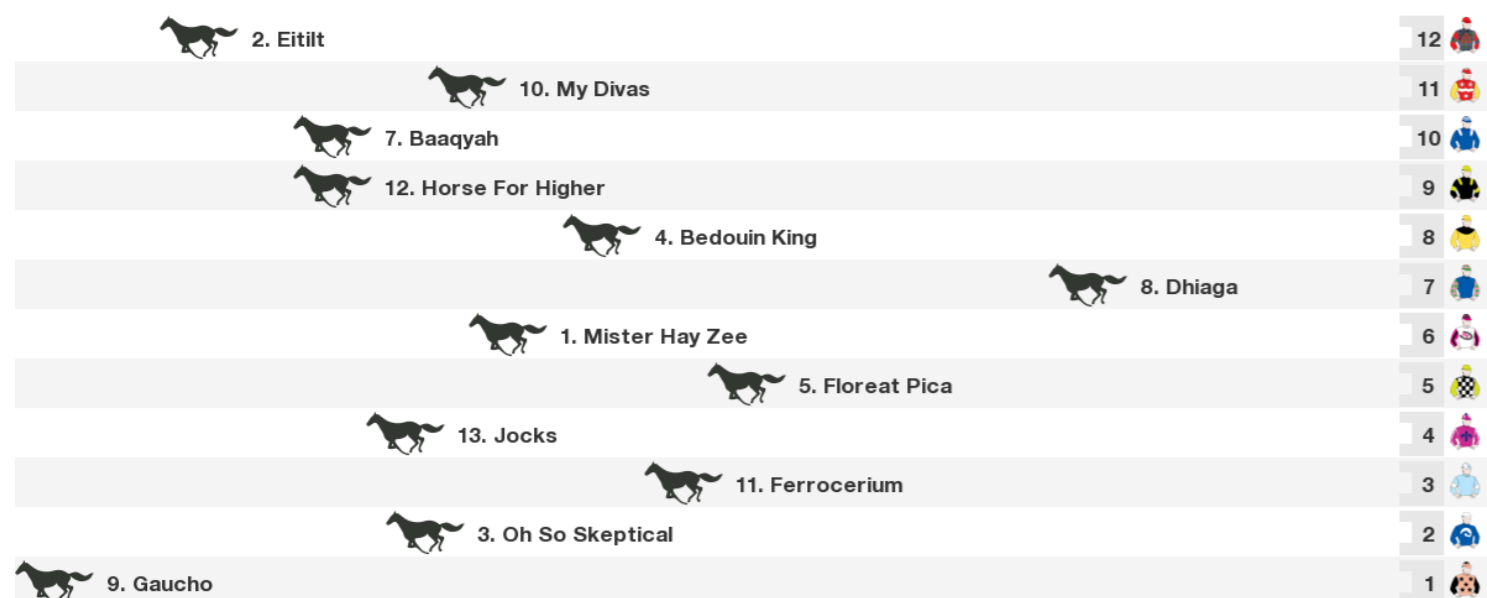 2. Eitilt 12
10. My Divas 11
7. Baaqyah 10
12. Horse For Higher 9
4. Bedouin King 8
8. Dhiaga 7
1. Mister Hay Zee 6
5. Floreat Pica 5
13. Jocks 4
11. Ferrocerium 3
3. Oh So Skeptical 2
9. Gaucho 1